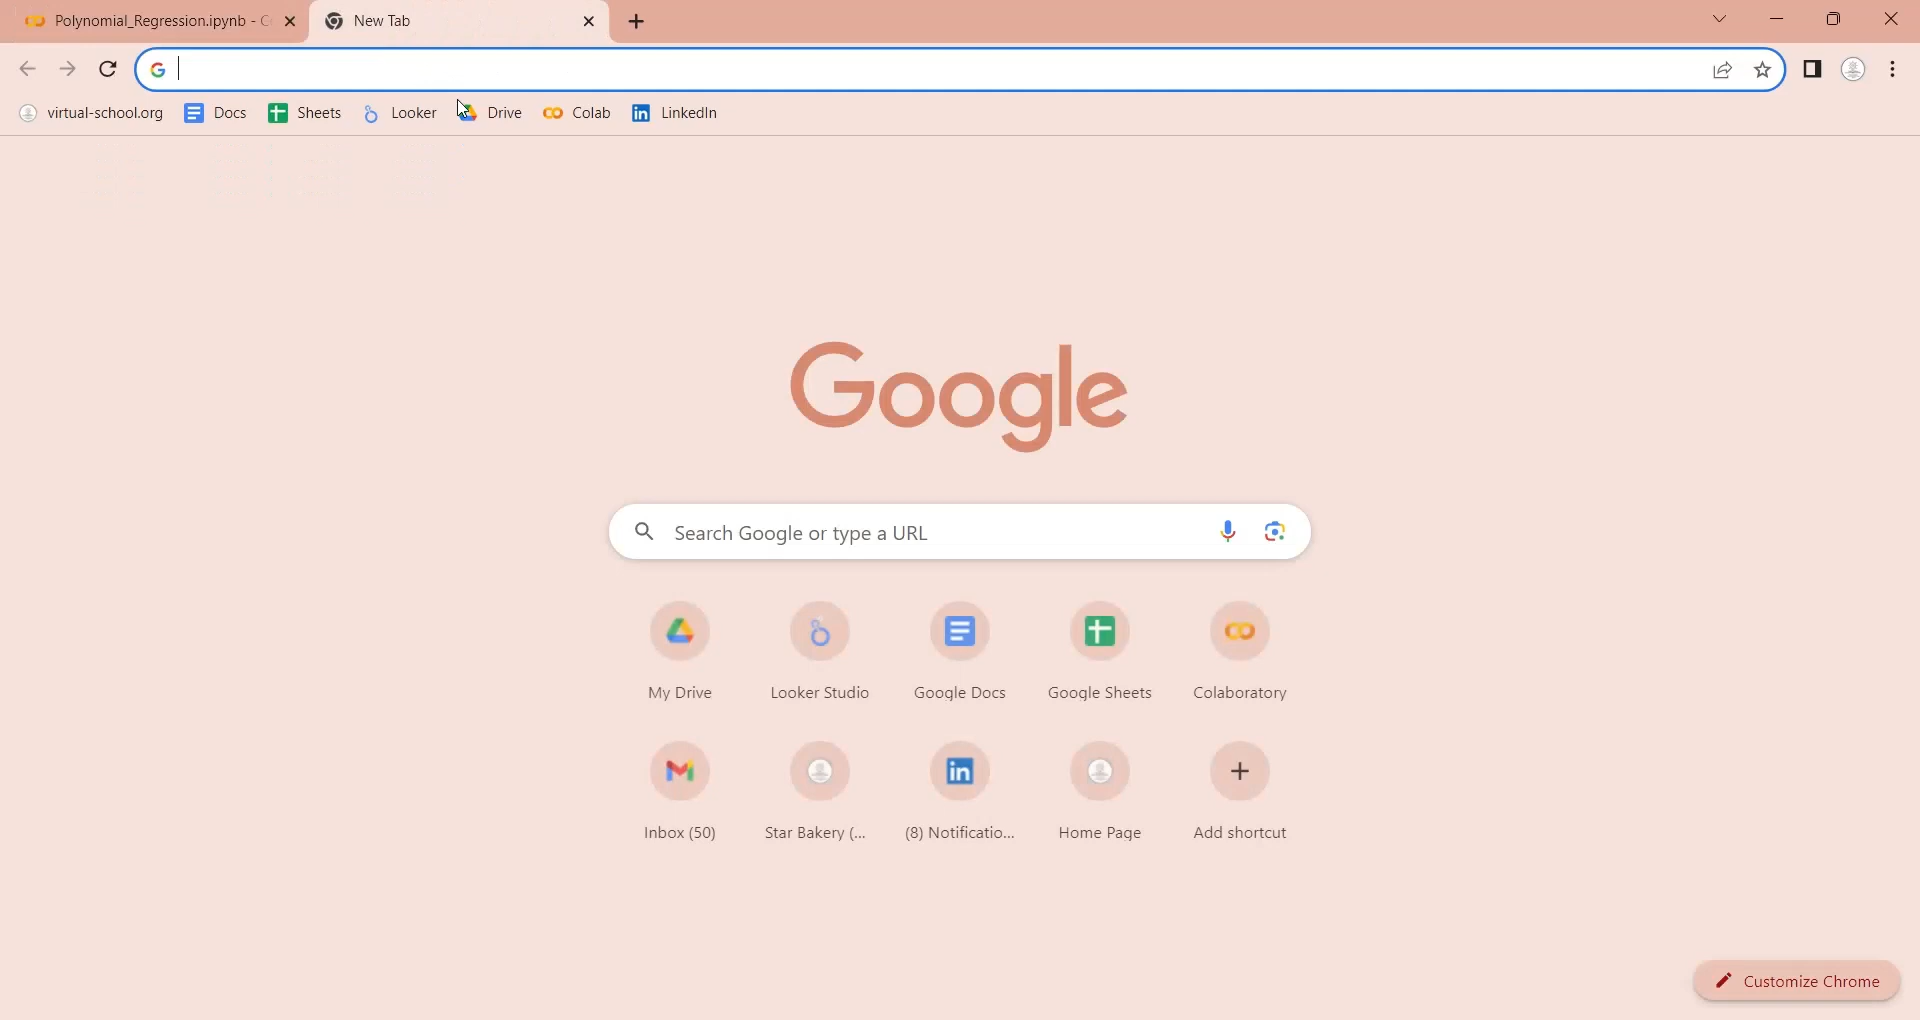 Polynomial_Regression.ipynb - C
New Tab
virtual-school.org
Docs
Sheets
Looker
Drive
Colab
LinkedIn
Google
Search Google or type a URL
My Drive
Looker Studio
Google Docs
Google Sheets
Colaboratory
Inbox (50)
Star Bakery (...
(8) Notificatio...
Home Page
Add shortcut
Customize Chrome